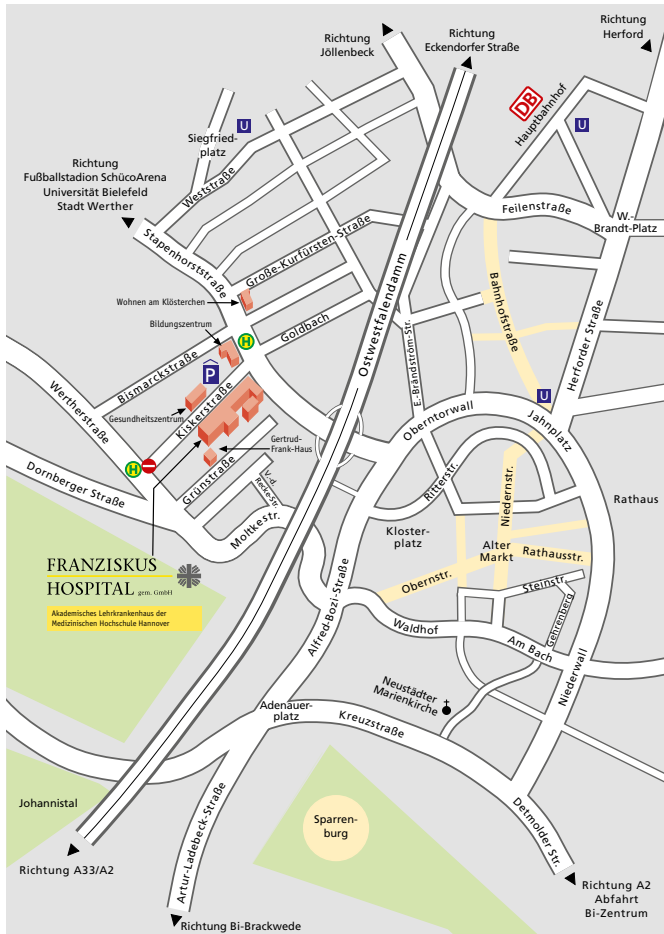 Richtung
Jöllenbeck
Richtung
Eckendorfer Straße
Richtung
Herford
DB
Hauptbahnhof
U
U
Siegfried-
platz
Weststraße
Richtung
Fußballstadion SchücoArena
Universität Bielefeld
Stadt Werther
Stapenhorststraße
Feilenstraße
W.-
Brandt-Platz
Große-Kurfürsten-Straße
Wohnen am Klösterchen
Bildungszentrum
Goldbach
Ostwestfalendamm
Bahnhofstraße
Herforder Straße
H
P
Bismarckstraße
E.-Brändström-Str.
U
Wertherstraße
Gesundheitszentrum
Kiskerstraße
Oberntorwall
Jahnplatz
Gertrud-
Frank-Haus
H
Grünstraße
V.-d.
Recke-Str.
Ritterstr.
Niedernstr.
Dornberger Straße
Moltkestr.
Rathaus
Kloster-
platz
Alter
Markt
Rathausstr.
FRANZISKUS
HOSPITAL gem. GmbH
Akademisches Lehrkrankenhaus der
Medizinischen Hochschule Hannover
Obernstr.
Steinstr.
Gehrenberg
Alfred-Bozi-Straße
Waldhof
Am Bach
Niederwall
Neustädter
Marienkirche
Adenauer-
platz
Kreuzstraße
Johannistal
Sparren-
burg
Artur-Ladebeck-Straße
Detmolder Str.
Richtung A33/A2
Richtung A2
Abfahrt
Bi-Zentrum
Richtung Bi-Brackwede